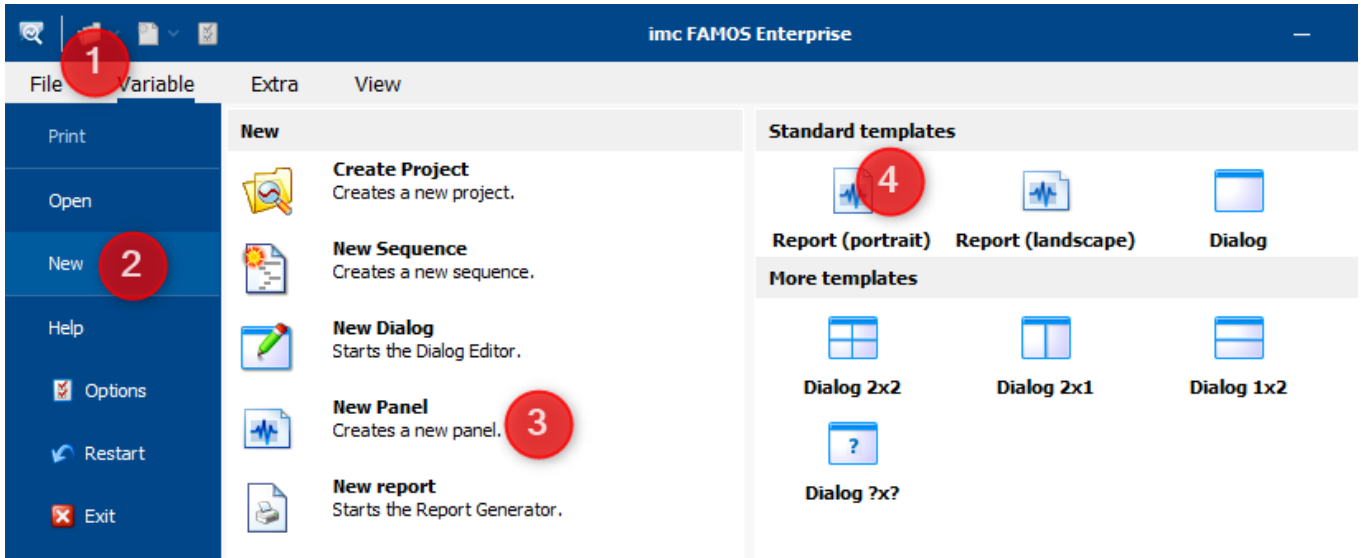 imc FAMOS Enterprise
1
File Variable Extra View
Print
Open
New 2
Help
Options
Restart
Exit
New
Create Project
Creates a new project.
New Sequence
Creates a new sequence.
New Dialog
Starts the Dialog Editor.
New Panel
Creates a new panel. 3
New report
Starts the Report Generator.
Standard templates
4
Report (portrait) Report (landscape) Dialog
More templates
Dialog 2x2 Dialog 2x1 Dialog 1x2
?
Dialog ?x?